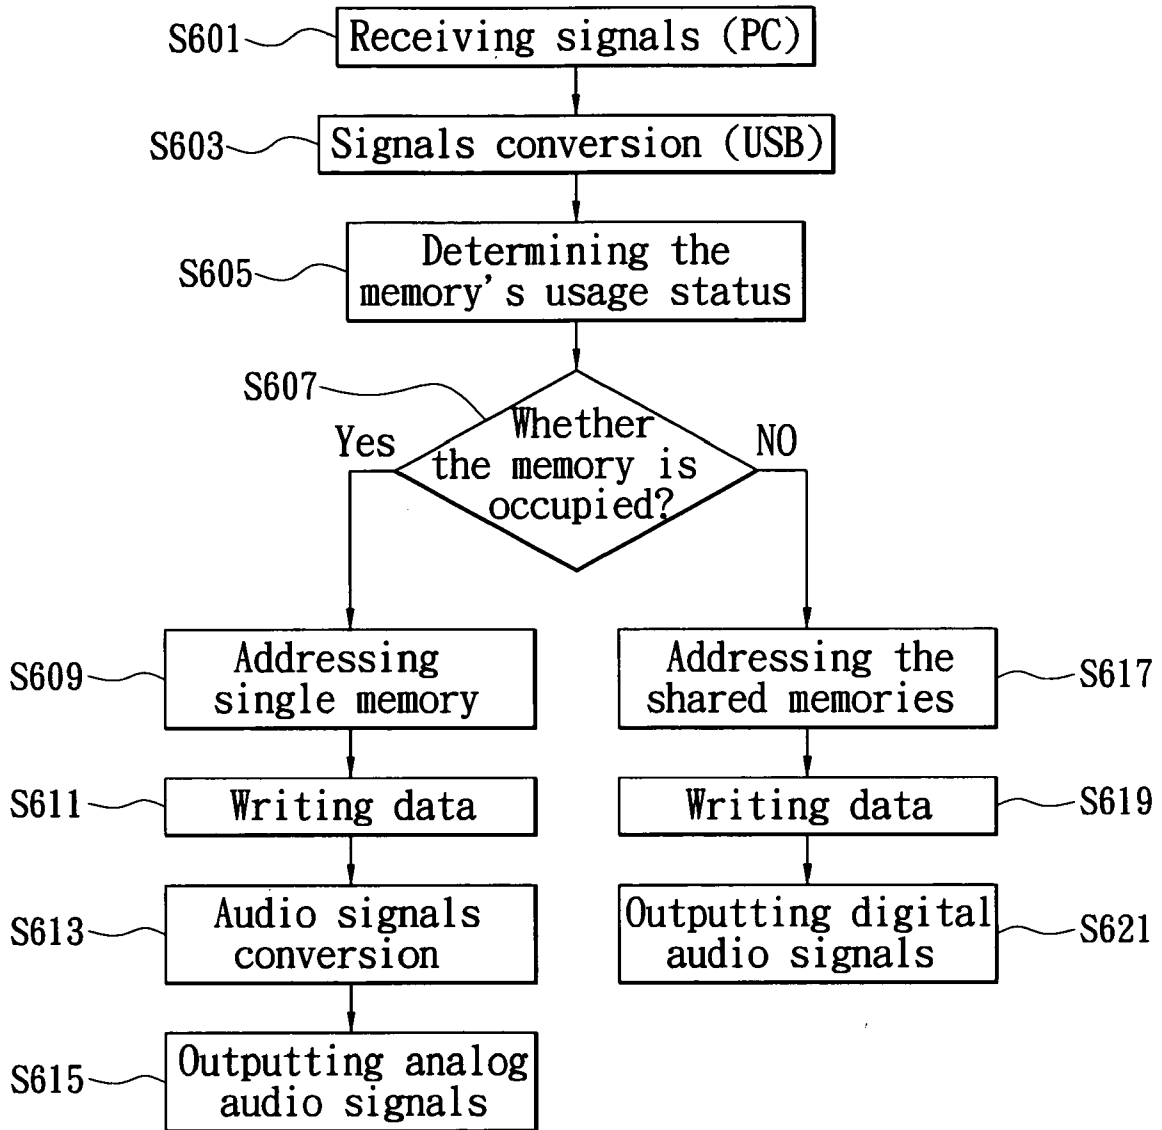 S601
Receiving signals (PC)
S603
Signals conversion (USB)
S605
Determining the
memory's usage status
S607
Whether
the memory is
occupied?
Yes
NO
S609
Addressing
single memory
Addressing the
shared memories
S617
S611
Writing data
Writing data
S619
S613
Audio signals
conversion
Outputting digital
audio signals
S621
S615
Outputting analog
audio signals